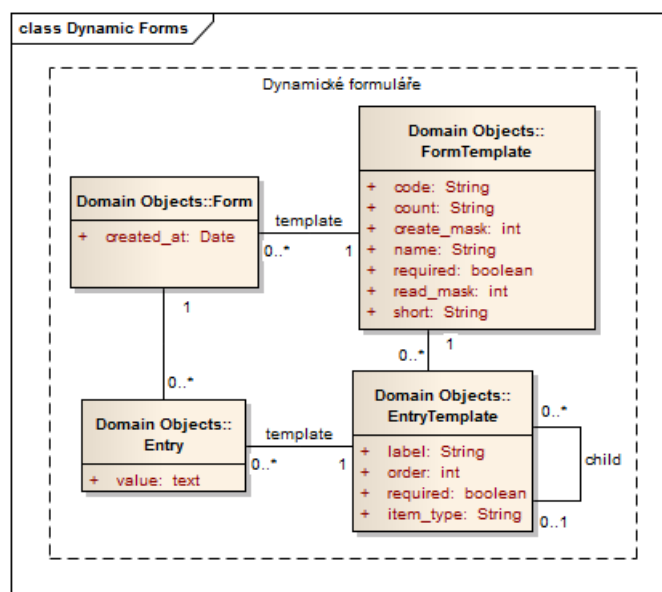 class Dynamic Forms
Dynamické formuláře
Domain Objects::
FormTemplate
+ code: String
+ count: String
+ create_mask: int
+ name: String
+ required: boolean
+ read_mask: int
+ short: String
Domain Objects::Form
+ created_at: Date
template
0..*
1
1
0..*
1
0..*
Domain Objects::
Entry
+ value: text
template
0..*
1
Domain Objects::
EntryTemplate
+ label: String
+ order: int
+ required: boolean
+ item_type: String
0..*
child
0..1